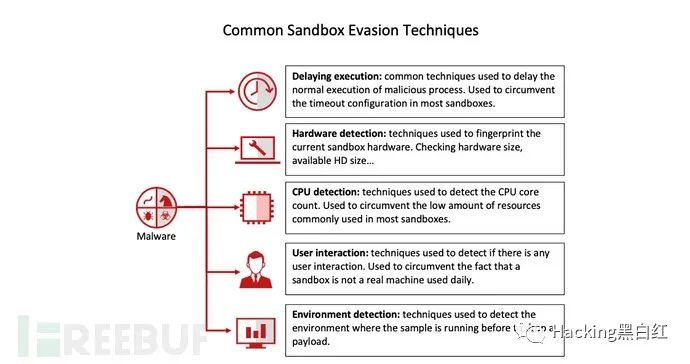 Common Sandbox Evasion Techniques
Delaying execution: common techniques used to delay the
normal execution of malicious process. Used to circumvent
the timeout configuration in most sandboxes.
Hardware detection: techniques used to fingerprint the
current sandbox hardware. Checking hardware size,
available HD size...
CPU detection: techniques used to detect the CPU core
count. Used to circumvent the low amount of resources
commonly used in most sandboxes.
Malware
User interaction: techniques used to detect if there is any
user interaction. Used to circumvent the fact that a
sandbox is not a real machine used daily.
Environment detection: techniques used to detect the
environment where the sample is running before a
payload.
Hacking黑白红
FREEBUF